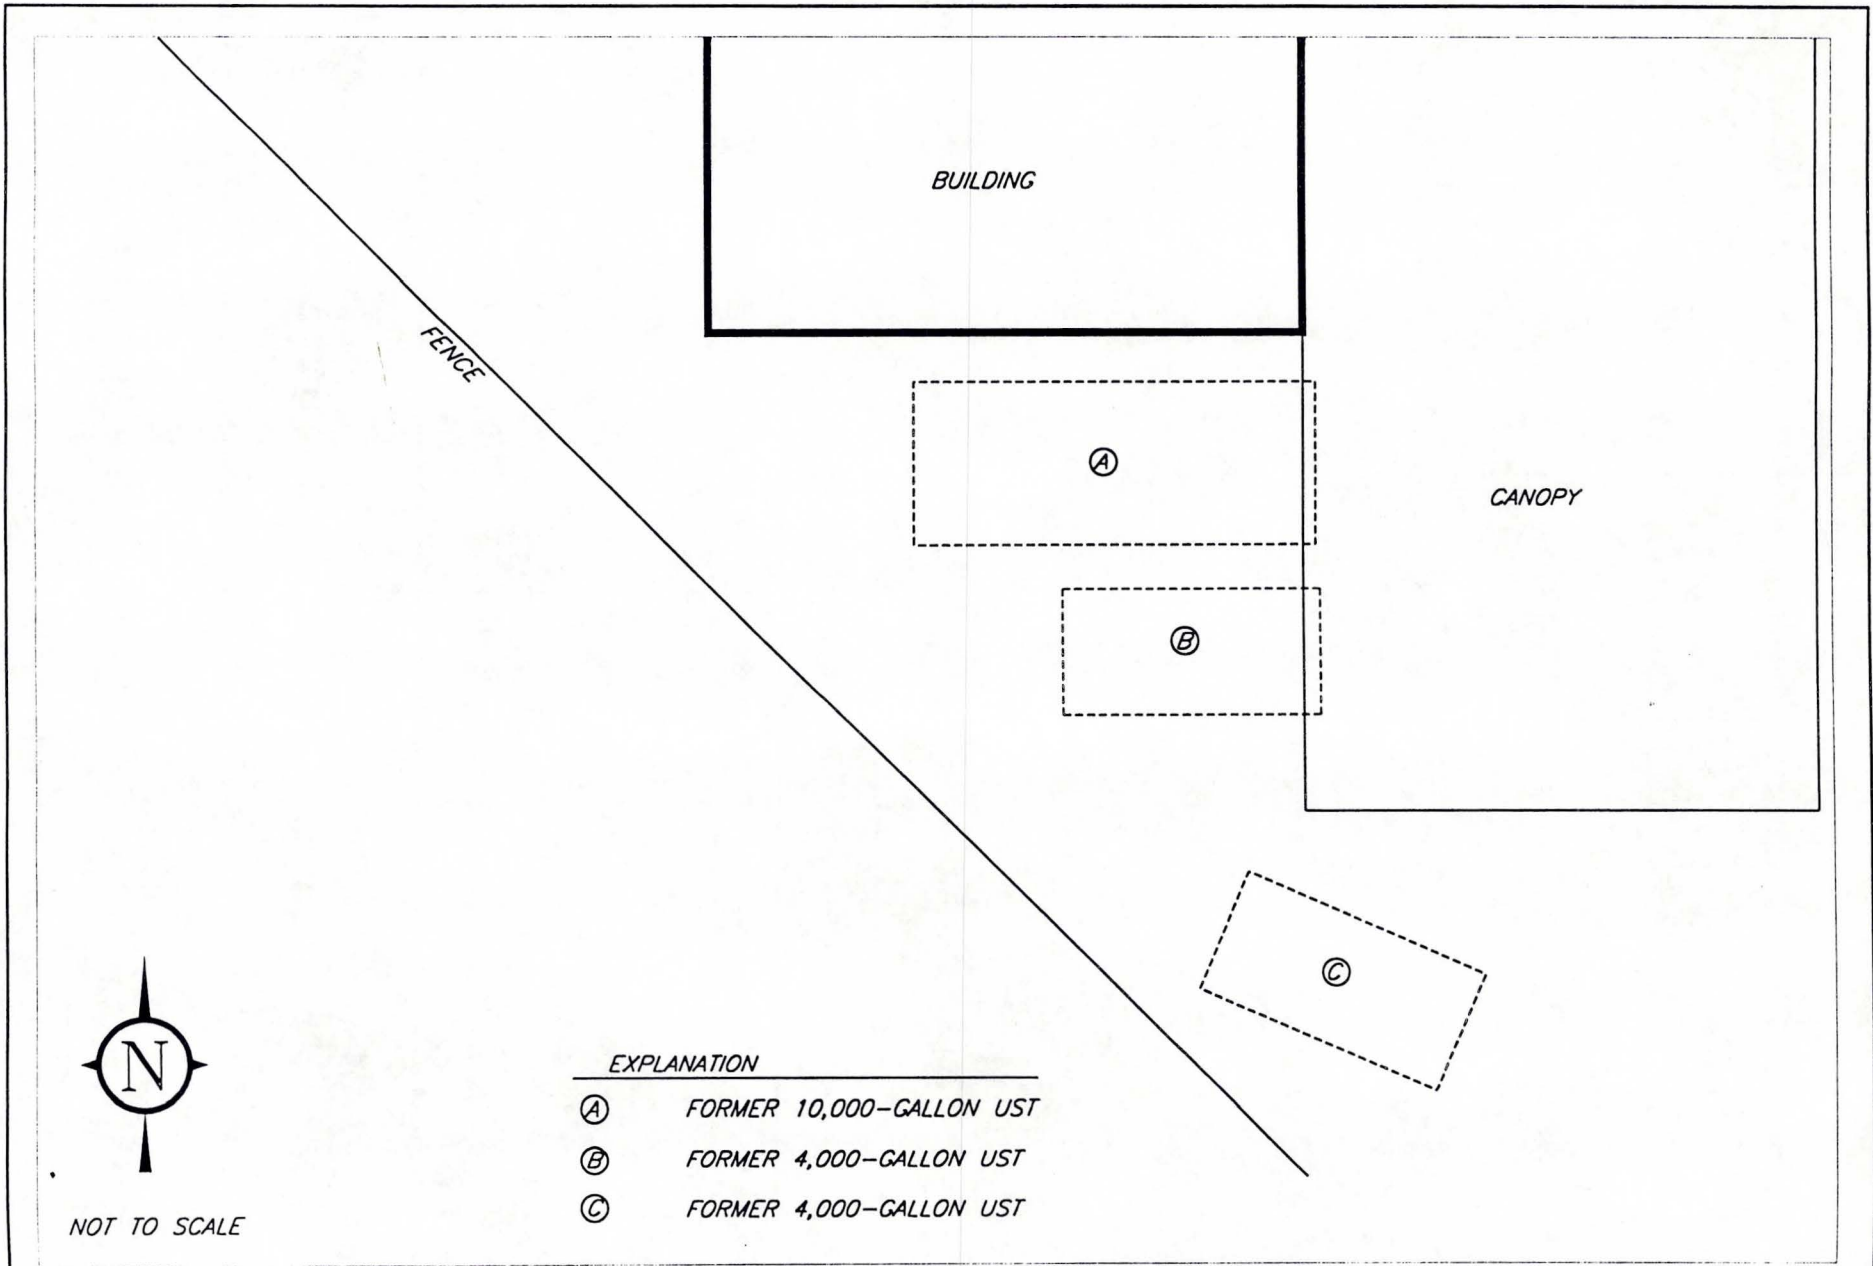 BUILDING
FENCE
CANOPY
A
B
C
N
NOT TO SCALE
EXPLANATION
A FORMER 10,000-GALLON UST
B FORMER 4,000-GALLON UST
C FORMER 4,000-GALLON UST